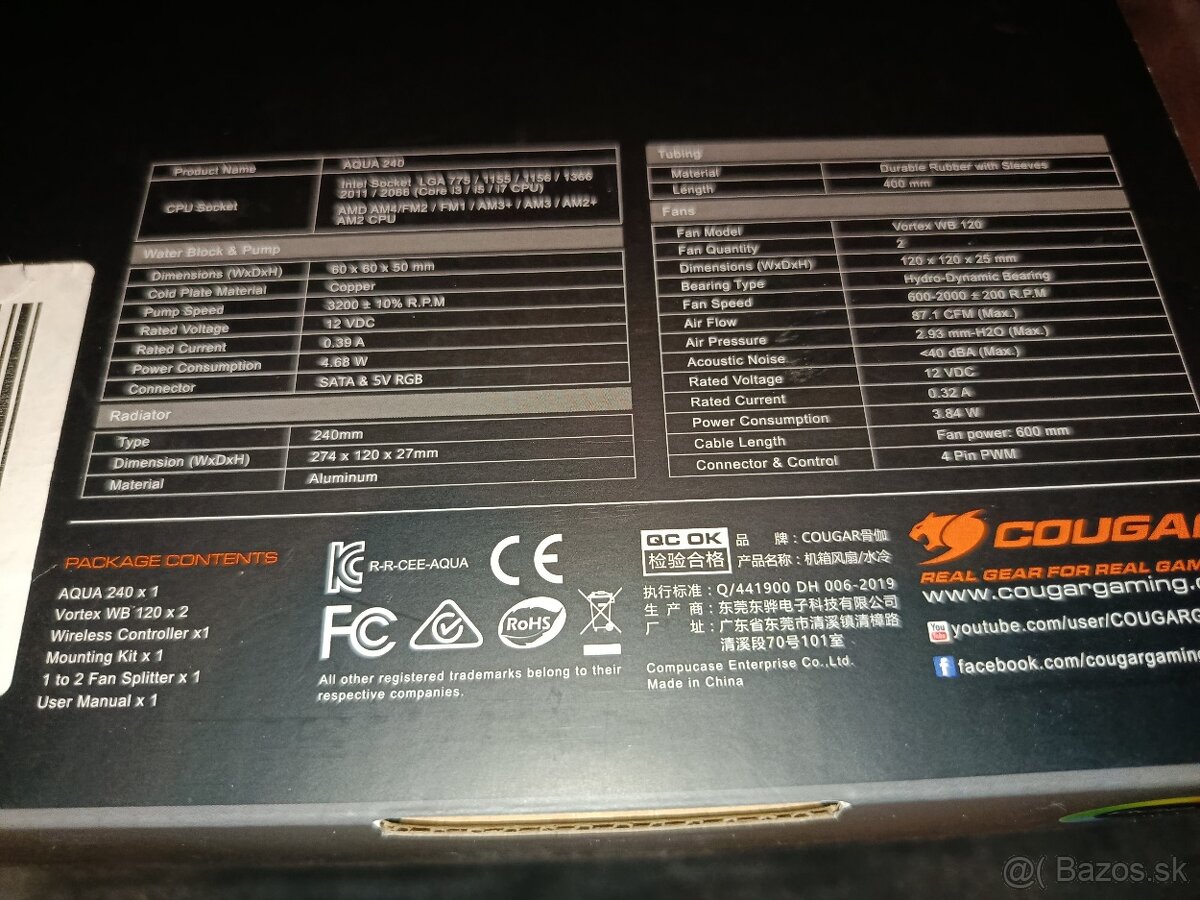 Product Name AQUA 240
CPU Socket
Intel Socket LGA 775 / 1155 / 1156 / 1366
2011 / 2066 (Core i3 / i5 / i7 CPU)
AMD AM4/FM2 / FM1 / AM3+ / AM3 / AM2+
AM2 CPU
Water Block & Pump
Dimensions (WxDxH) 60 x 60 x 50 mm
Cold Plate Material Copper
Pump Speed 3200 ± 10% R.P.M
Rated Voltage 12 VDC
Rated Current 0.39 A
Power Consumption 4.68 W
Connector SATA & 5V RGB
Radiator
Type 240mm
Dimension (WxDxH) 274 x 120 x 27mm
Material Aluminum
Tubing
Material Durable Rubber with Sleeves
Length 400 mm
Fans
Fan Model Vortex WB 120
Fan Quantity 2
Dimensions (WxDxH) 120 x 120 x 25 mm
Bearing Type Hydro-Dynamic Bearing
Fan Speed 600-2000 ± 200 R.P.M
Air Flow 87.1 CFM (Max.)
Air Pressure 2.93 mm-H2O (Max.)
Acoustic Noise <40 dBA (Max.)
Rated Voltage 12 VDC
Rated Current 0.32 A
Power Consumption 3.84 W
Cable Length Fan power: 600 mm
Connector & Control 4 Pin PWM
PACKAGE CONTENTS
AQUA 240 x 1
Vortex WB 120 x 2
Wireless Controller x1
Mounting Kit x 1
1 to 2 Fan Splitter x 1
User Manual x 1
R-R-CEE-AQUA
CE
FC
RoHS
All other registered trademarks belong to their
respective companies.
QC OK
检验合格
品 牌：COUGAR骨伽
产品名称：机箱风扇/水冷
执行标准：Q/441900 DH 006-2019
生 产 商：东莞东骅电子科技有限公司
厂 址：广东省东莞市清溪镇清樟路
清溪段70号101室
Compucase Enterprise Co.,Ltd.
Made in China
COUGAR
REAL GEAR FOR REAL GAM
www.cougargaming.c
You Tube youtube.com/user/COUGARG
f facebook.com/cougargaming
@( Bazos.sk